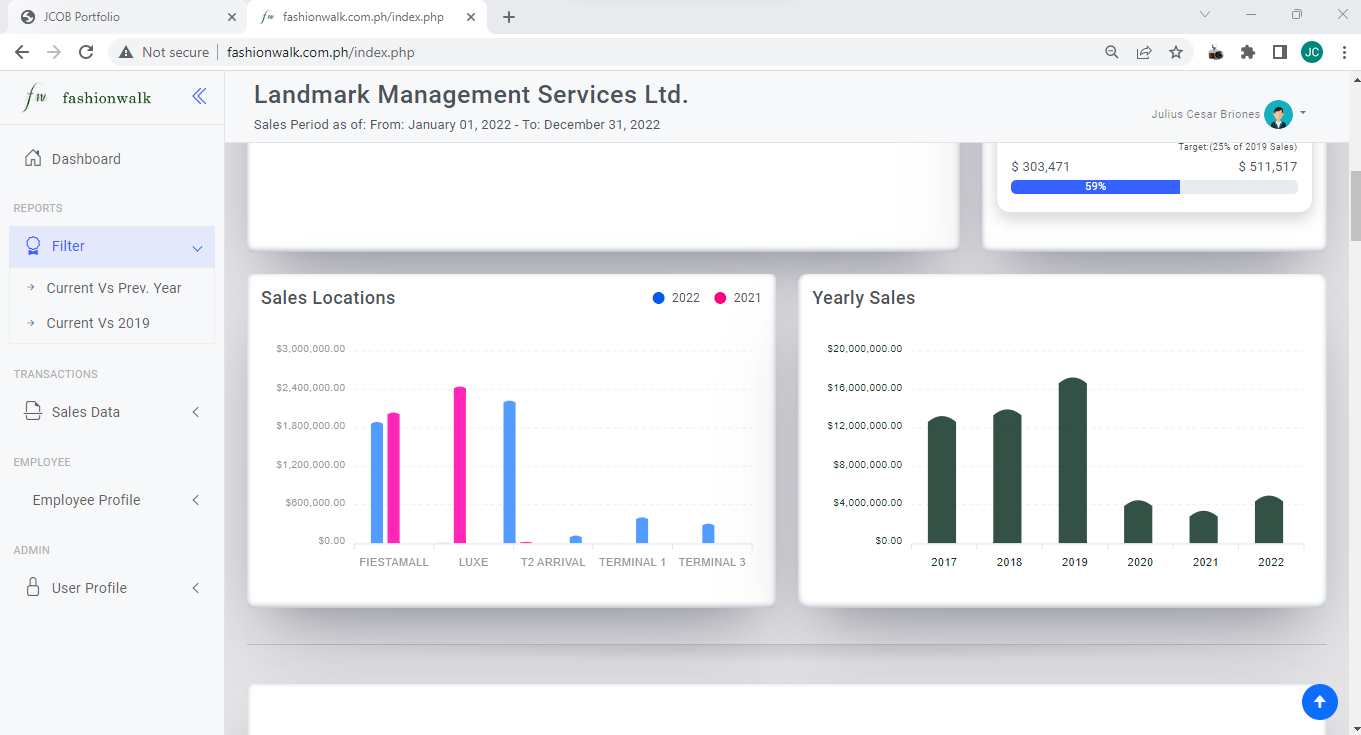 JCOB Portfolio
fashionwalk.com.ph/index.php
Not secure
fashionwalk.com.ph/index.php
JC
fw fashionwalk
Landmark Management Services Ltd.
Sales Period as of: From: January 01, 2022 - To: December 31, 2022
Julius Cesar Briones
Dashboard
REPORTS
Filter
Current Vs Prev. Year
Current Vs 2019
TRANSACTIONS
Sales Data
EMPLOYEE
Employee Profile
ADMIN
User Profile
Target:(25% of 2019 Sales)
$ 303,471 $ 511,517
59%
Sales Locations
2022 2021
$3,000,000.00
$2,400,000.00
$1,800,000.00
$1,200,000.00
$600,000.00
$0.00
FIESTAMALL LUXE T2 ARRIVAL TERMINAL 1 TERMINAL 3
Yearly Sales
$20,000,000.00
$16,000,000.00
$12,000,000.00
$8,000,000.00
$4,000,000.00
$0.00
2017 2018 2019 2020 2021 2022